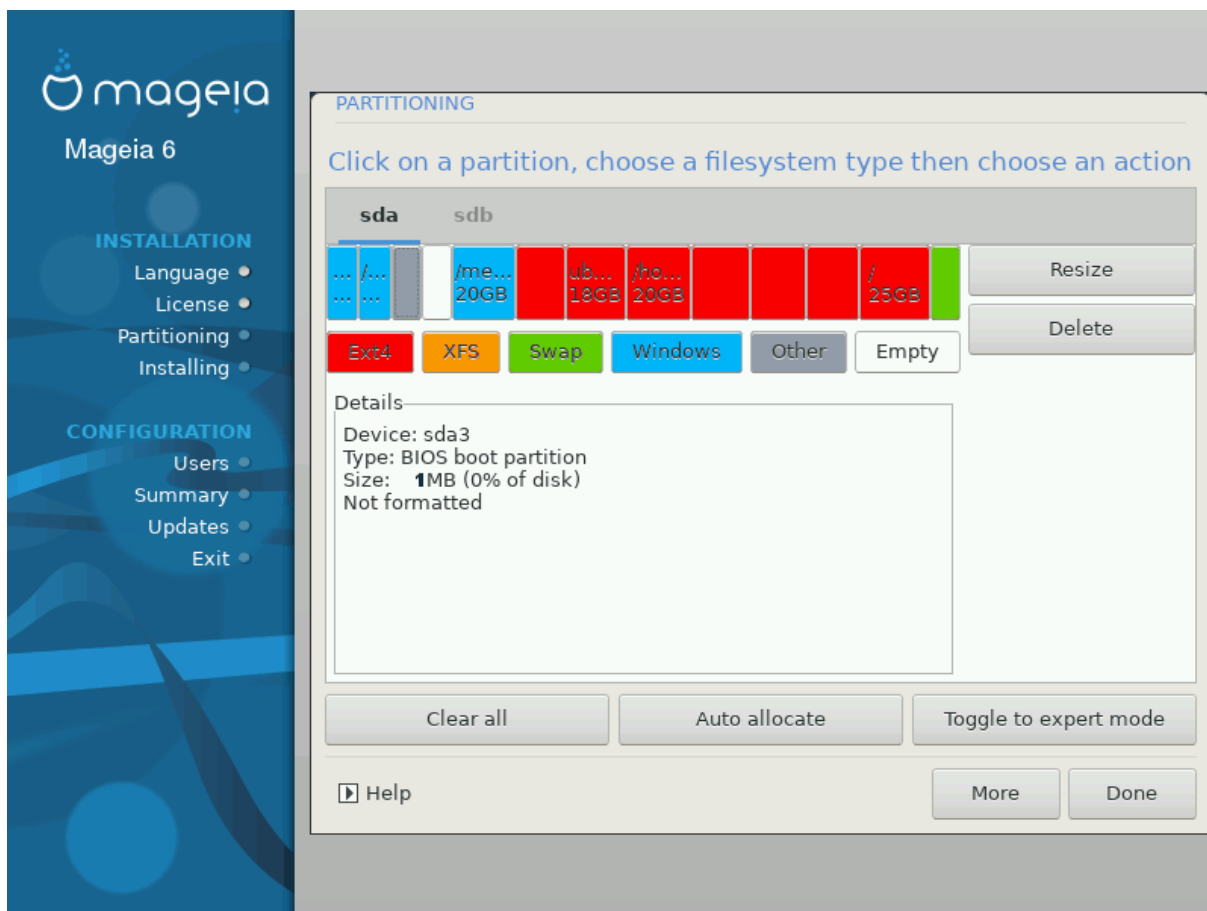 mageia
Mageia 6
INSTALLATION
Language
License
Partitioning
Installing
CONFIGURATION
Users
Summary
Updates
Exit
PARTITIONING
Click on a partition, choose a filesystem type then choose an action
sda sdb
... /... /me... ub... /ho... /
... ... 20GB 18GB 20GB 25GB
Resize
Delete
Ext4 XFS Swap Windows Other Empty
Details
Device: sda3
Type: BIOS boot partition
Size: 1MB (0% of disk)
Not formatted
Clear all Auto allocate Toggle to expert mode
Help More Done